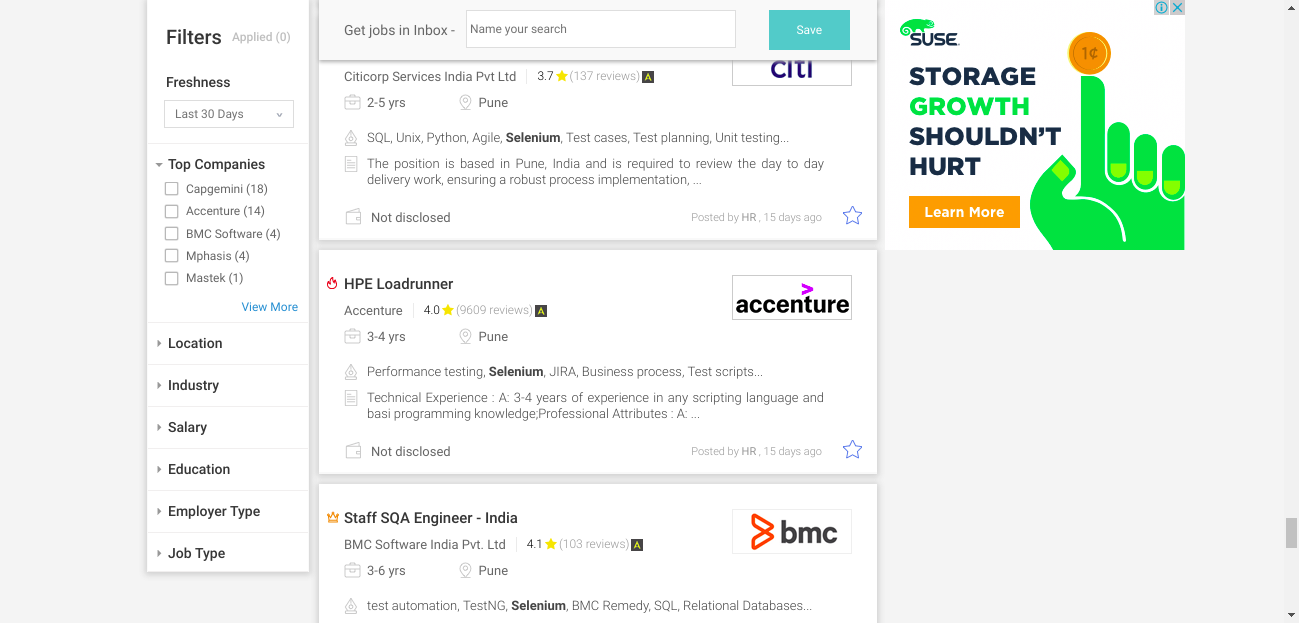 Filters Applied (0)
Freshness
Last 30 Days
Top Companies
Capgemini (18)
Accenture (14)
BMC Software (4)
Mphasis (4)
Mastek (1)
View More
Location
Industry
Salary
Education
Employer Type
Job Type
Get jobs in Inbox - Name your search Save
citi
Citicorp Services India Pvt Ltd 3.7 (137 reviews) A
2-5 yrs Pune
SQL, Unix, Python, Agile, Selenium, Test cases, Test planning, Unit testing...
The position is based in Pune, India and is required to review the day to day
delivery work, ensuring a robust process implementation, ...
Not disclosed Posted by HR , 15 days ago
HPE Loadrunner
accenture
Accenture 4.0 (9609 reviews) A
3-4 yrs Pune
Performance testing, Selenium, JIRA, Business process, Test scripts...
Technical Experience : A: 3-4 years of experience in any scripting language and
basi programming knowledge;Professional Attributes : A: ...
Not disclosed Posted by HR , 15 days ago
Staff SQA Engineer - India
bmc
BMC Software India Pvt. Ltd 4.1 (103 reviews) A
3-6 yrs Pune
test automation, TestNG, Selenium, BMC Remedy, SQL, Relational Databases...
SUSE
1¢
STORAGE
GROWTH
SHOULDN'T
HURT
Learn More